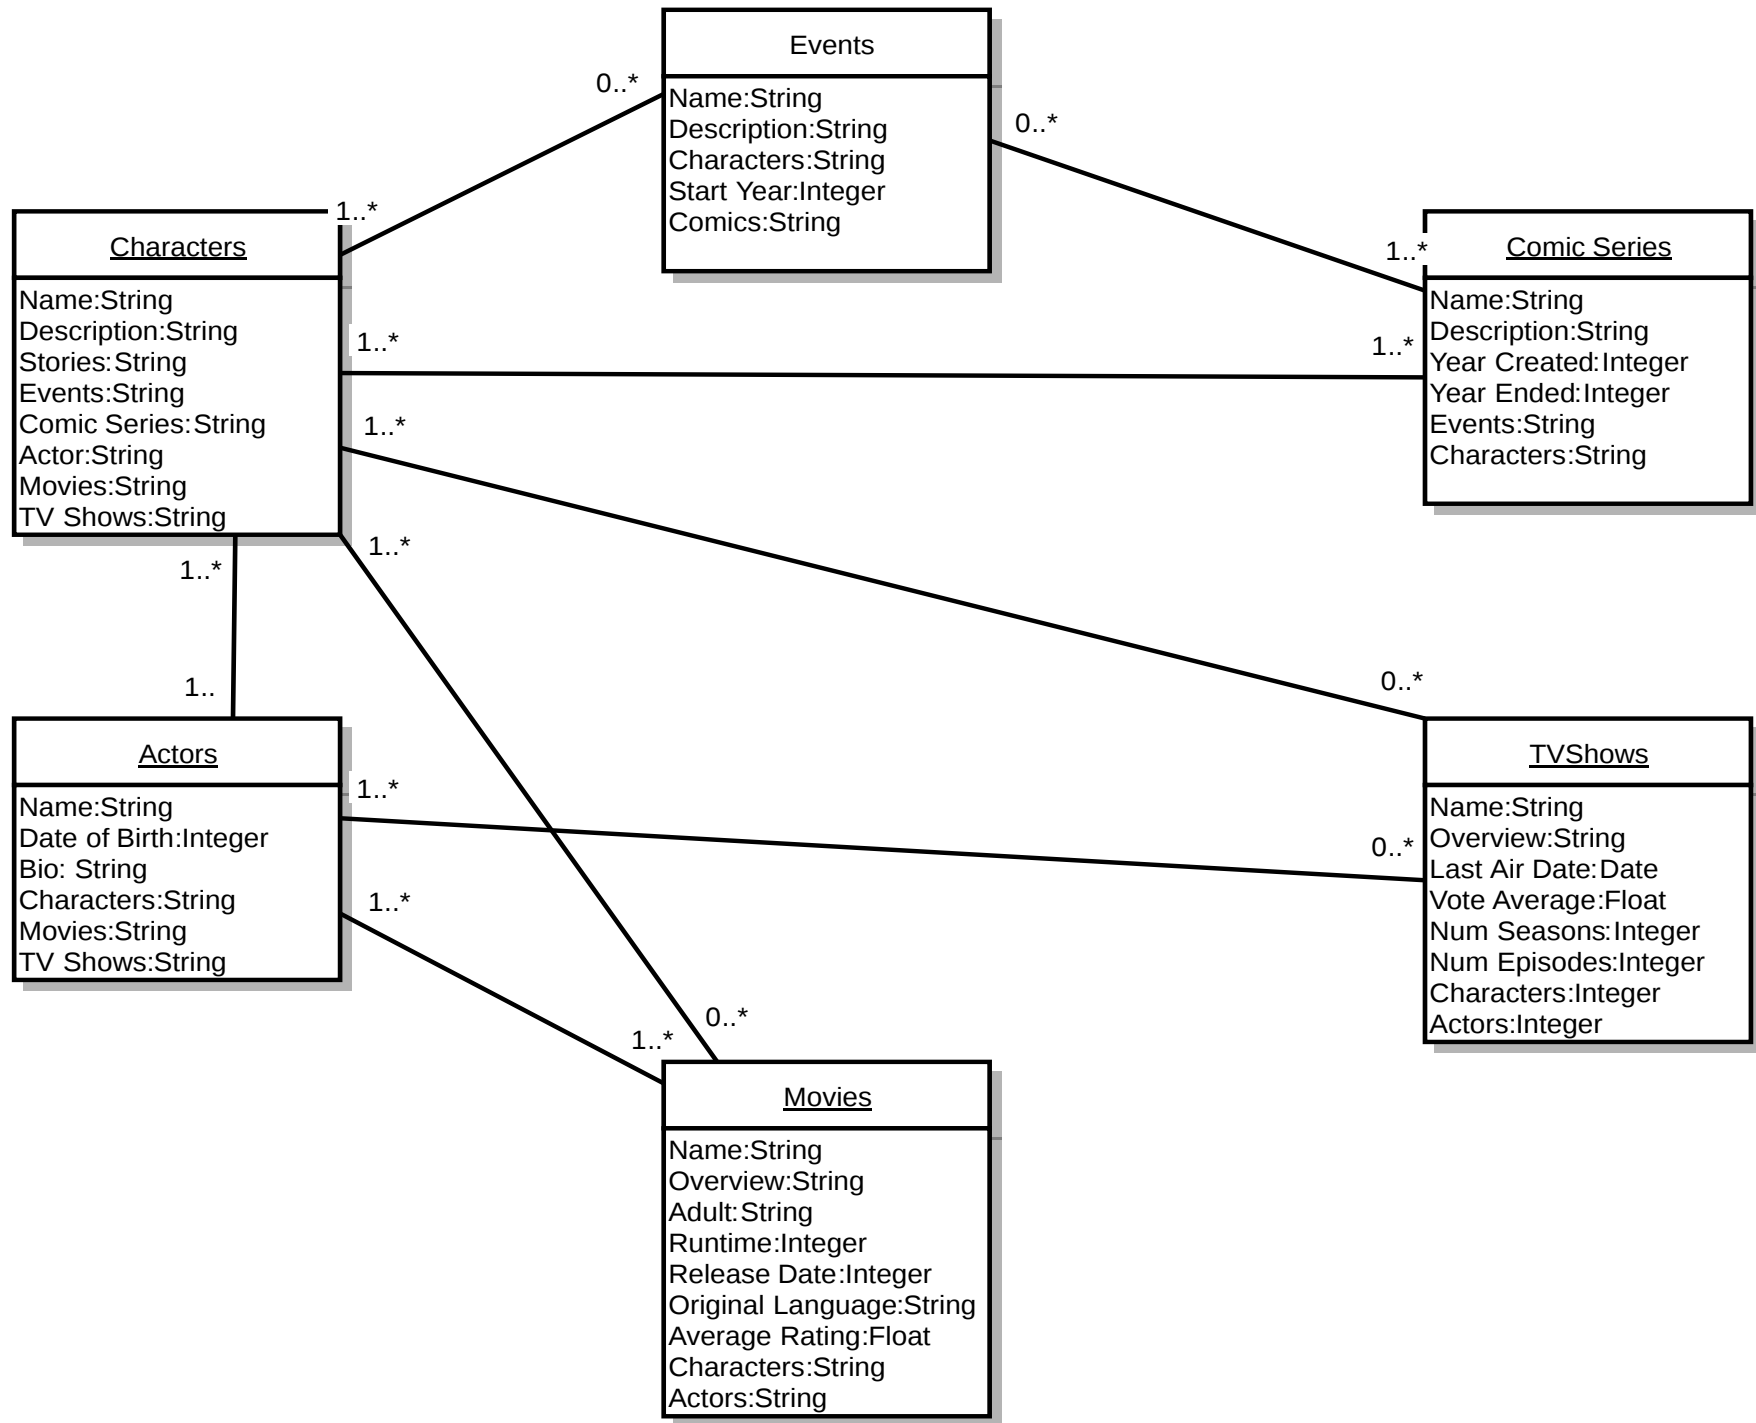 Events
Name:String
Description:String
Characters:String
Start Year:Integer
Comics:String
0..*
0..*
1..*
1..*
Characters
Name:String
Description:String
Stories:String
Events:String
Comic Series:String
Actor:String
Movies:String
TV Shows:String
Comic Series
Name:String
Description:String
Year Created:Integer
Year Ended:Integer
Events:String
Characters:String
1..*
1..*
1..*
1..*
1..*
1..
0..*
Actors
Name:String
Date of Birth:Integer
Bio: String
Characters:String
Movies:String
TV Shows:String
TVShows
Name:String
Overview:String
Last Air Date:Date
Vote Average:Float
Num Seasons:Integer
Num Episodes:Integer
Characters:Integer
Actors:Integer
1..*
0..*
1..*
0..*
1..*
Movies
Name:String
Overview:String
Adult:String
Runtime:Integer
Release Date:Integer
Original Language:String
Average Rating:Float
Characters:String
Actors:String